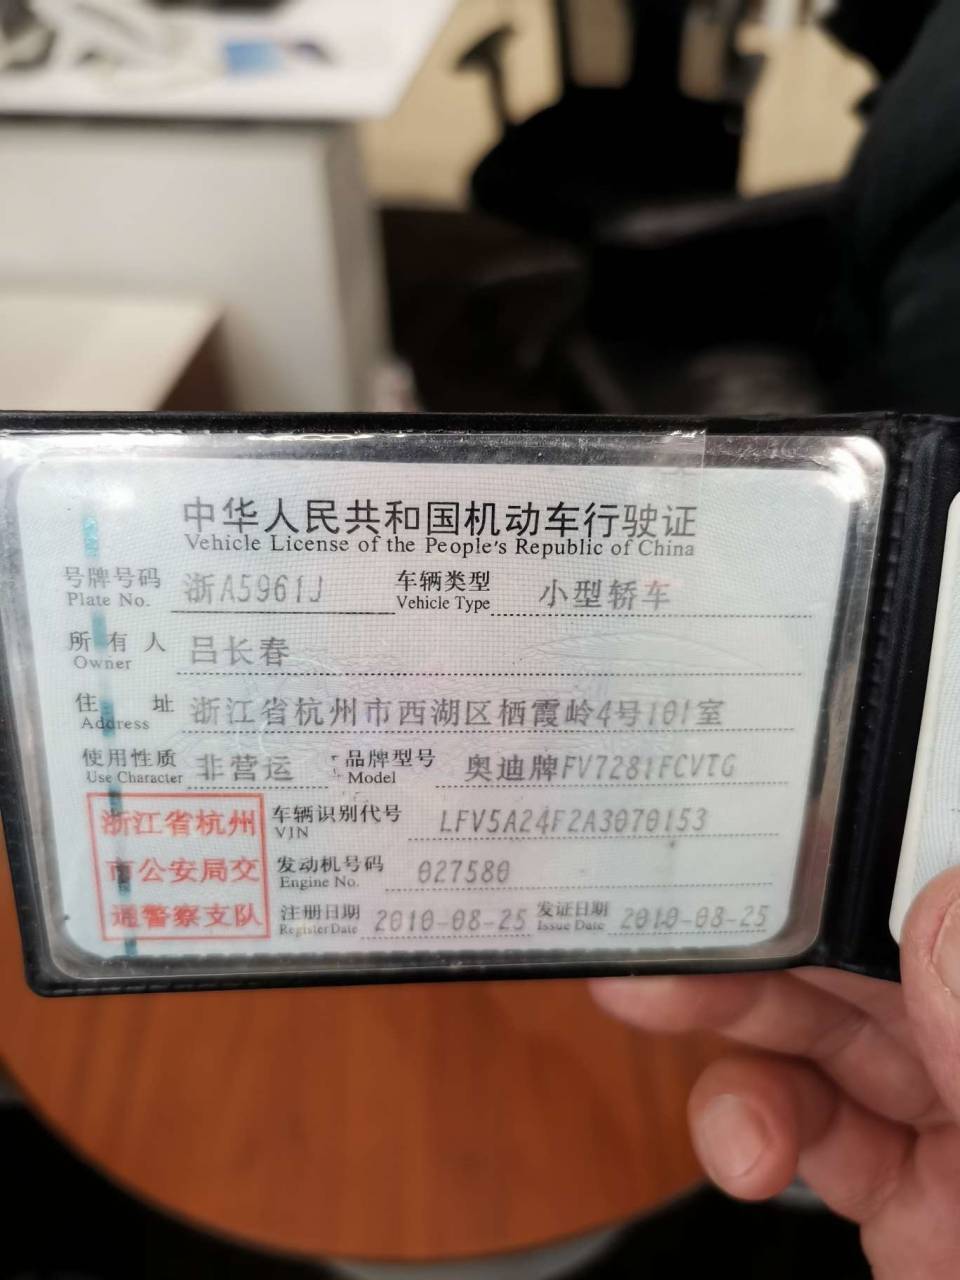 中华人民共和国机动车行驶证
Vehicle License of the People's Republic of China
号牌号码 浙A5961J 车辆类型 小型轿车
Plate No. Vehicle Type
所有人 吕长春
Owner
住址 浙江省杭州市西湖区栖霞岭4号101室
Address
使用性质 非营运 品牌型号 奥迪牌FV7281FCVTG
Use Character Model
浙江省杭州 车辆识别代号 LFV5A24F2A3070153
VIN
市公安局交 发动机号码 027580
Engine No.
通警察支队 注册日期 2010-08-25 发证日期 2010-08-25
Register Date Issue Date